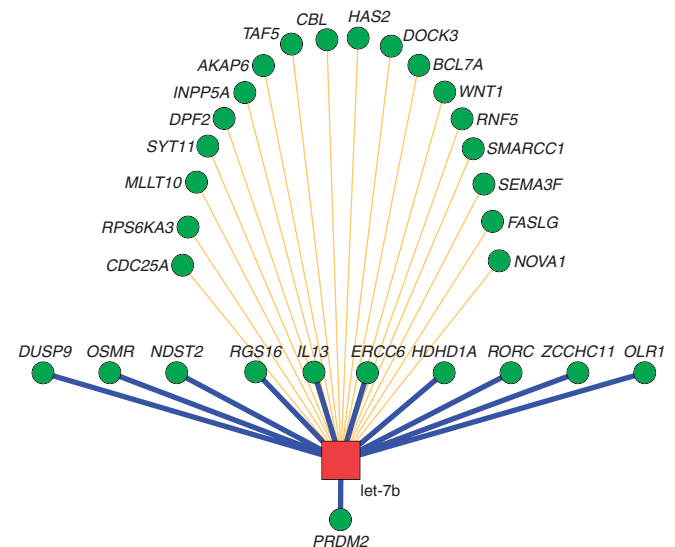 CBL
HAS2
TAF5
DOCK3
AKAP6
BCL7A
INPP5A
WNT1
DPF2
RNF5
SYT11
SMARCC1
MLLT10
SEMA3F
RPS6KA3
FASLG
CDC25A
NOVA1
DUSP9 OSMR NDST2 RGS16 IL13 ERCC6 HDHD1A RORC ZCCHC11 OLR1
let-7b
PRDM2